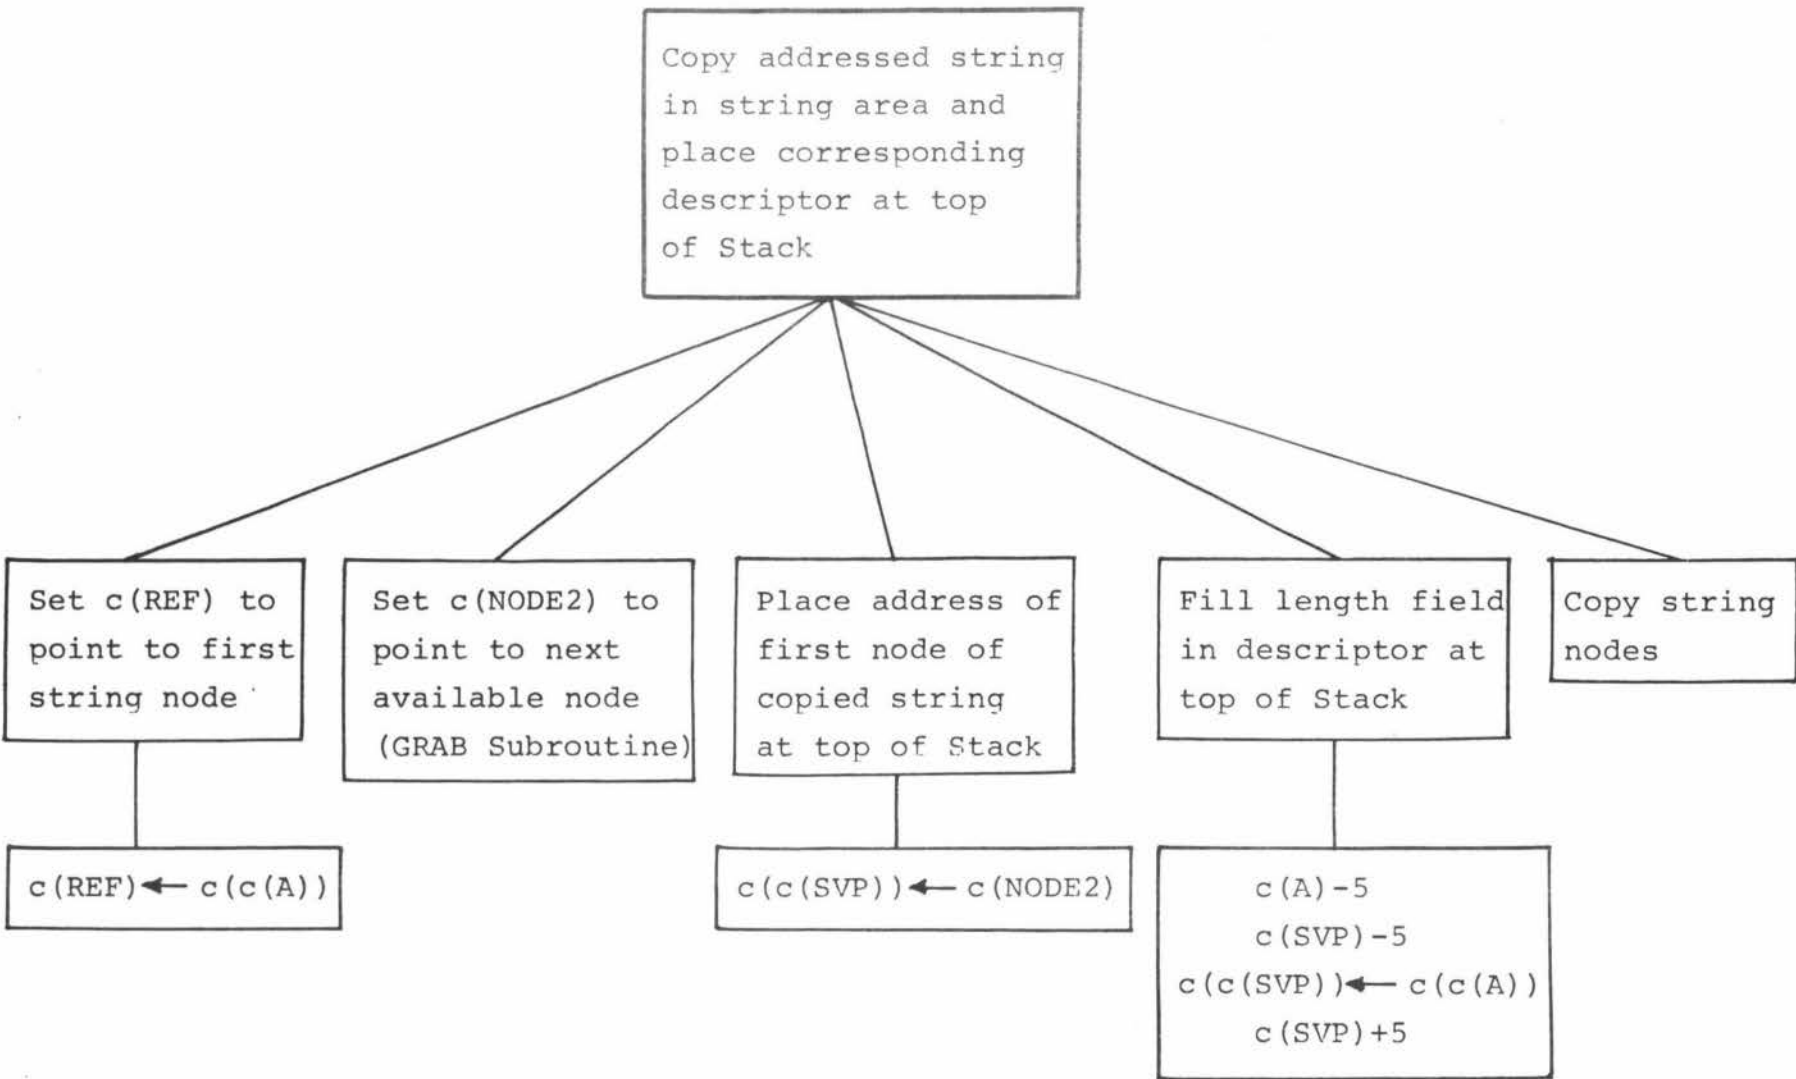 Copy addressed string
in string area and
place corresponding
descriptor at top
of Stack
Set c(REF) to
point to first
string node
Set c(NODE2) to
point to next
available node
(GRAB Subroutine)
Place address of
first node of
copied string
at top of Stack
Fill length field
in descriptor at
top of Stack
Copy string
nodes
c(REF)← c(c(A))
c(c(SVP))← c(NODE2)
c(A)-5
c(SVP)-5
c(c(SVP))← c(c(A))
c(SVP)+5